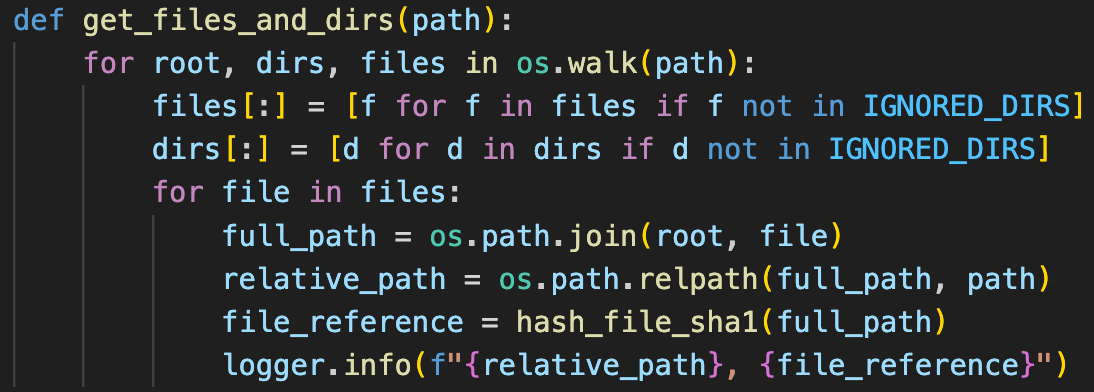 def get_files_and_dirs(path):
    for root, dirs, files in os.walk(path):
        files[:] = [f for f in files if f not in IGNORED_DIRS]
        dirs[:] = [d for d in dirs if d not in IGNORED_DIRS]
        for file in files:
            full_path = os.path.join(root, file)
            relative_path = os.path.relpath(full_path, path)
            file_reference = hash_file_sha1(full_path)
            logger.info(f"{relative_path}, {file_reference}")